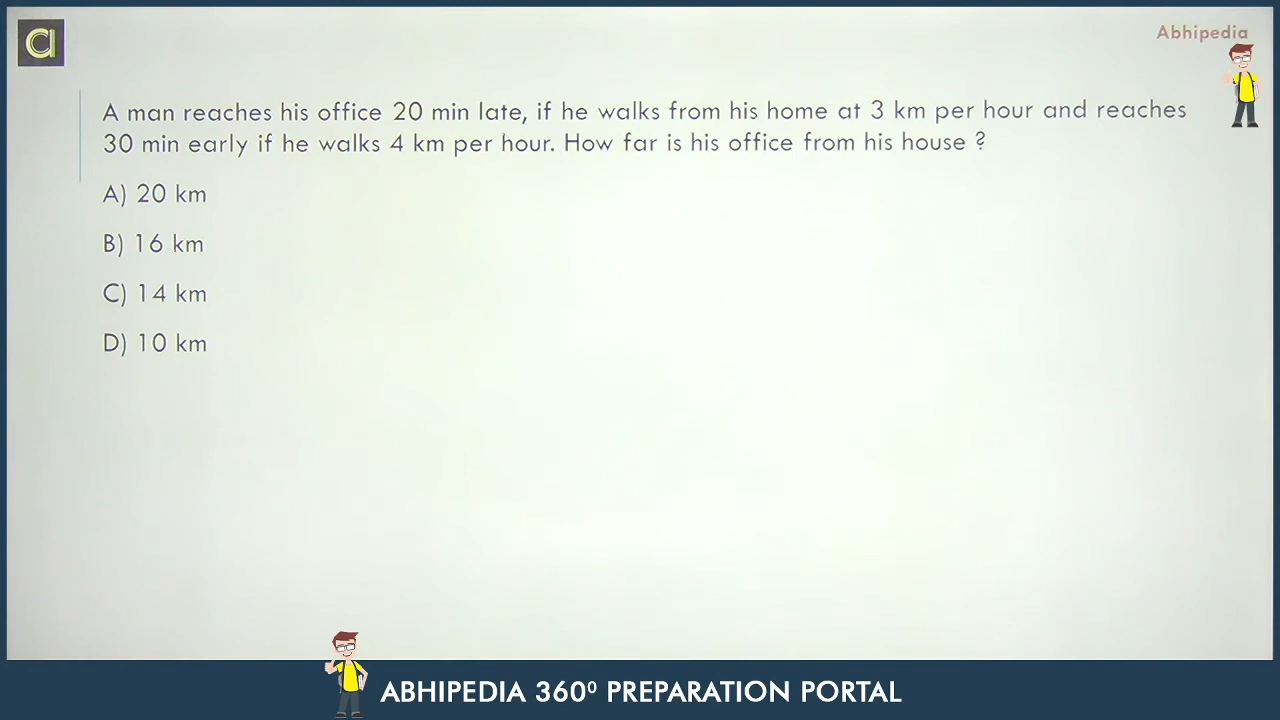 Abhipedia
A man reaches his office 20 min late, if he walks from his home at 3 km per hour and reaches
30 min early if he walks 4 km per hour. How far is his office from his house ?
A) 20 km
B) 16 km
C) 14 km
D) 10 km
ABHIPEDIA 360⁰ PREPARATION PORTAL